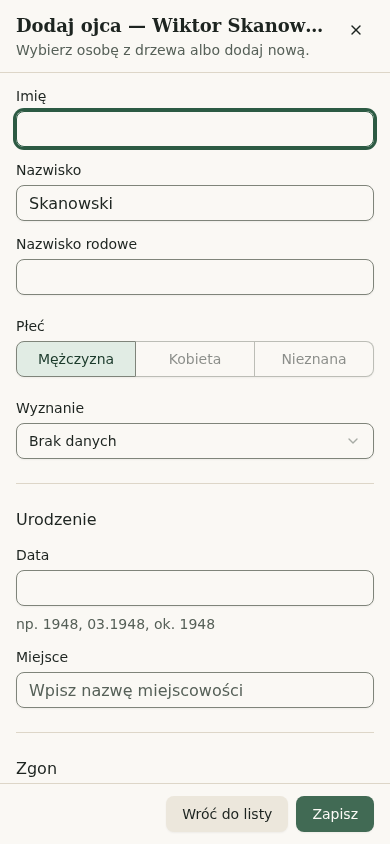 Dodaj ojca — Wiktor Skanow…
Wybierz osobę z drzewa albo dodaj nową.
Imię
Nazwisko
Skanowski
Nazwisko rodowe
Płeć
Mężczyzna
Kobieta
Nieznana
Wyznanie
Brak danych
Urodzenie
Data
np. 1948, 03.1948, ok. 1948
Miejsce
Wpisz nazwę miejscowości
Zgon
Wróć do listy
Zapisz